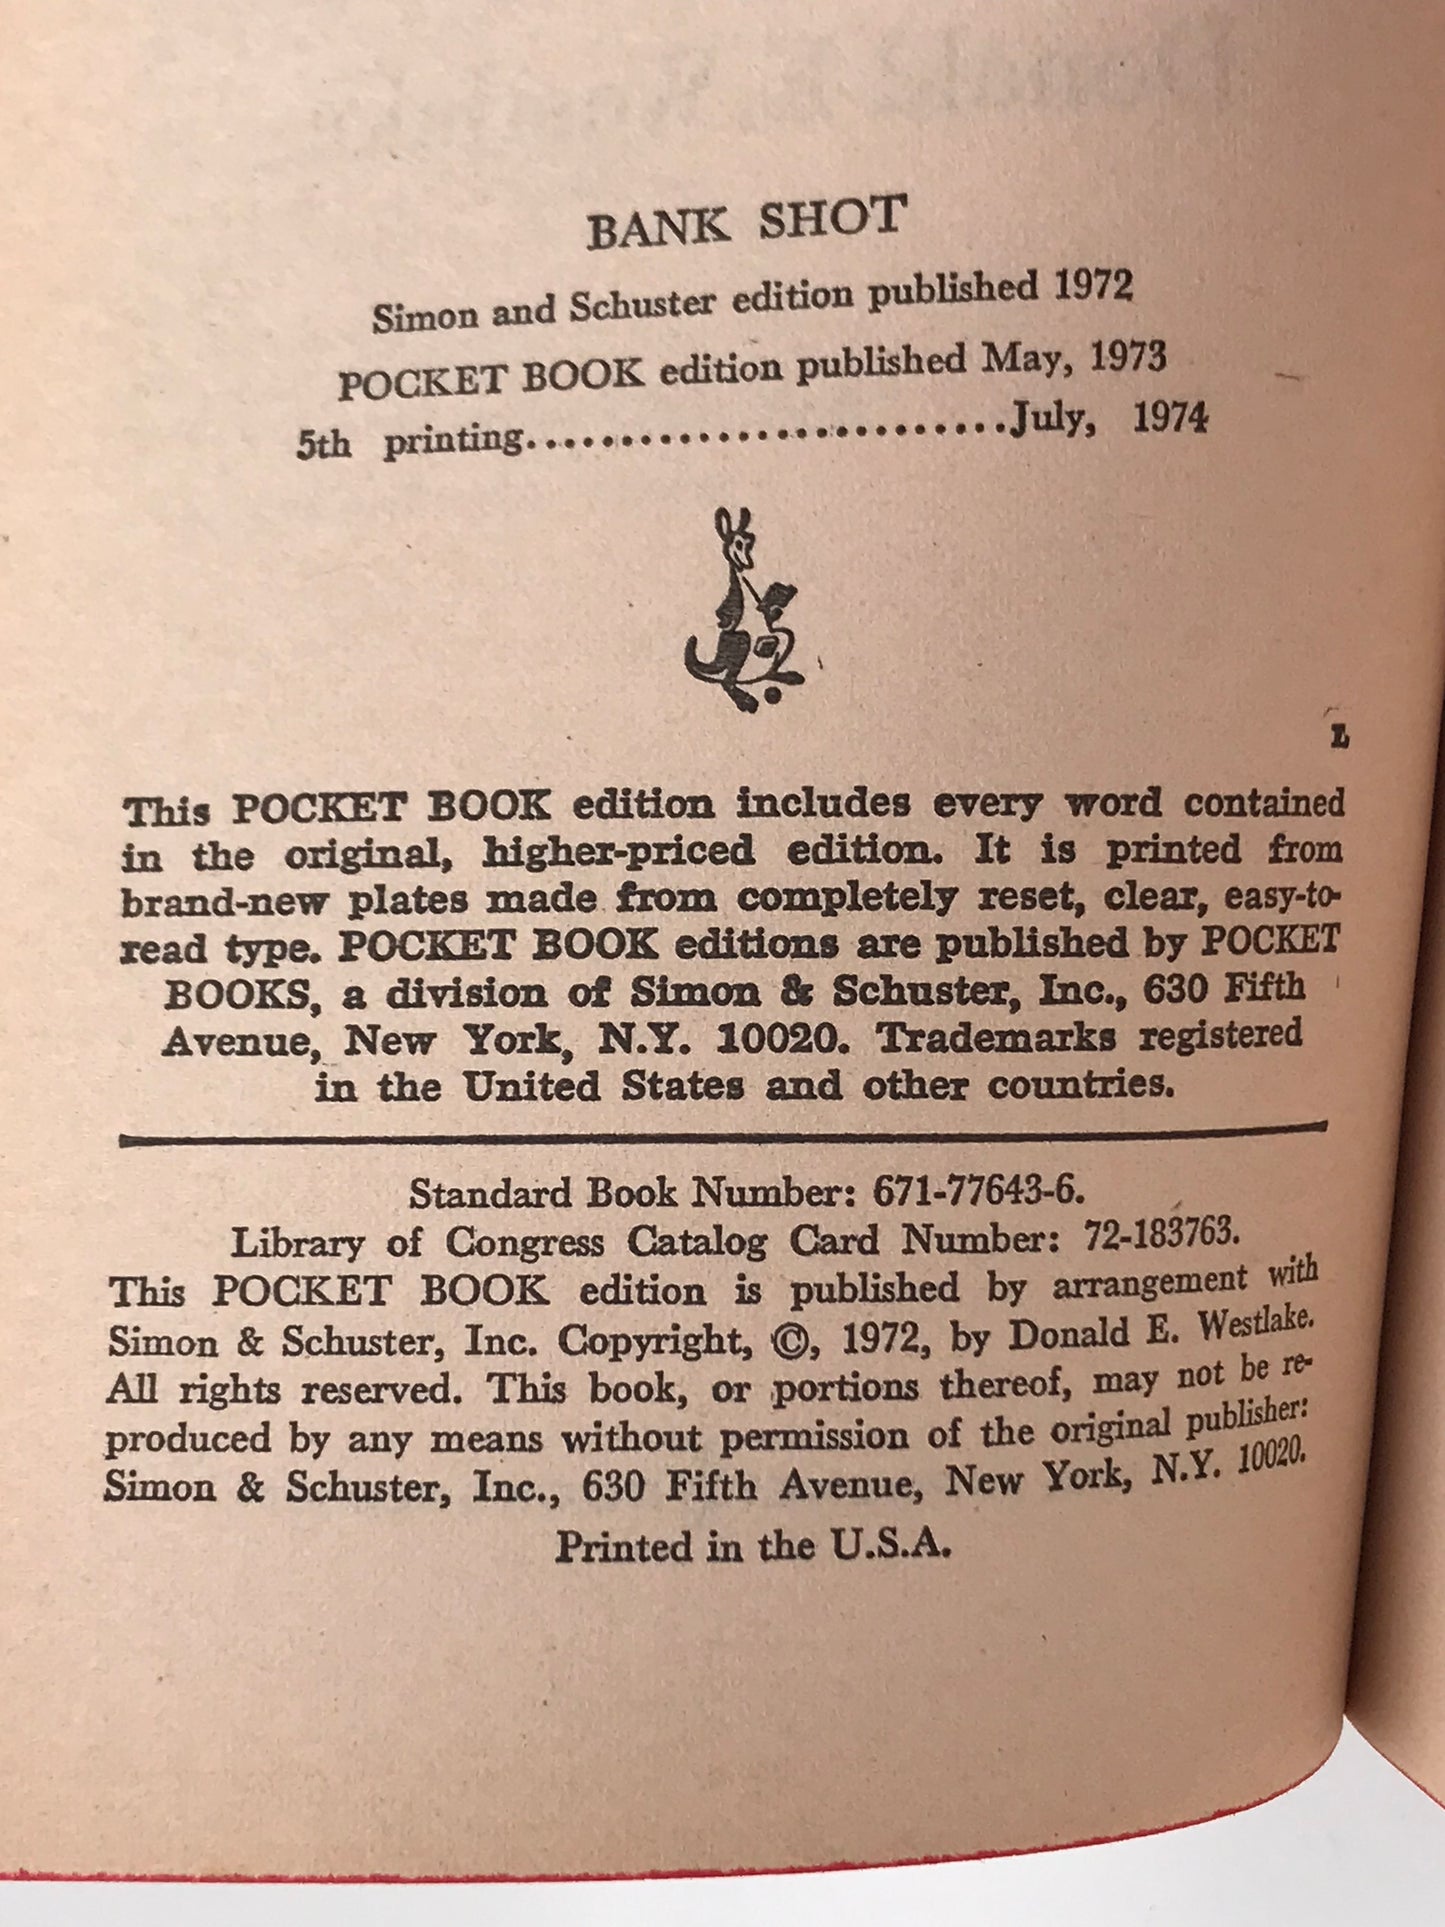 BANK SHOT
Simon and Schuster edition published 1972
POCKET BOOK edition published May, 1973
5th printing.........................July, 1974
L
This POCKET BOOK edition includes every word contained
in the original, higher-priced edition. It is printed from
brand-new plates made from completely reset, clear, easy-to-
read type. POCKET BOOK editions are published by POCKET
BOOKS, a division of Simon & Schuster, Inc., 630 Fifth
Avenue, New York, N.Y. 10020. Trademarks registered
in the United States and other countries.
Standard Book Number: 671-77643-6.
Library of Congress Catalog Card Number: 72-183763.
This POCKET BOOK edition is published by arrangement with
Simon & Schuster, Inc. Copyright, ©, 1972, by Donald E. Westlake.
All rights reserved. This book, or portions thereof, may not be re-
produced by any means without permission of the original publisher:
Simon & Schuster, Inc., 630 Fifth Avenue, New York, N.Y. 10020.
Printed in the U.S.A.